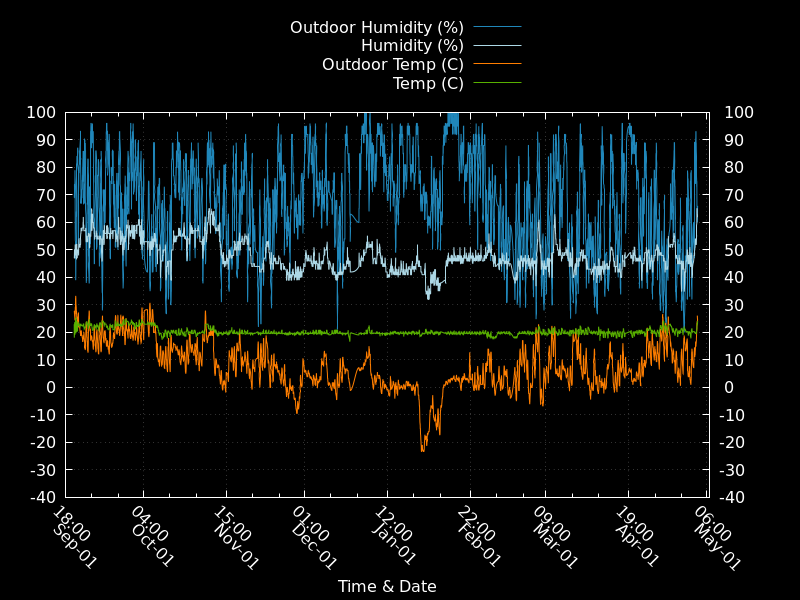 Outdoor Humidity (%)
Humidity (%)
Outdoor Temp (C)
Temp (C)
100 100
90 90
80 80
70 70
60 60
50 50
40 40
30 30
20 20
10 10
0 0
-10 -10
-20 -20
-30 -30
-40 -40
18:00 Sep-01
04:00 Oct-01
15:00 Nov-01
01:00 Dec-01
12:00 Jan-01
22:00 Feb-01
09:00 Mar-01
19:00 Apr-01
06:00 May-01
Time & Date